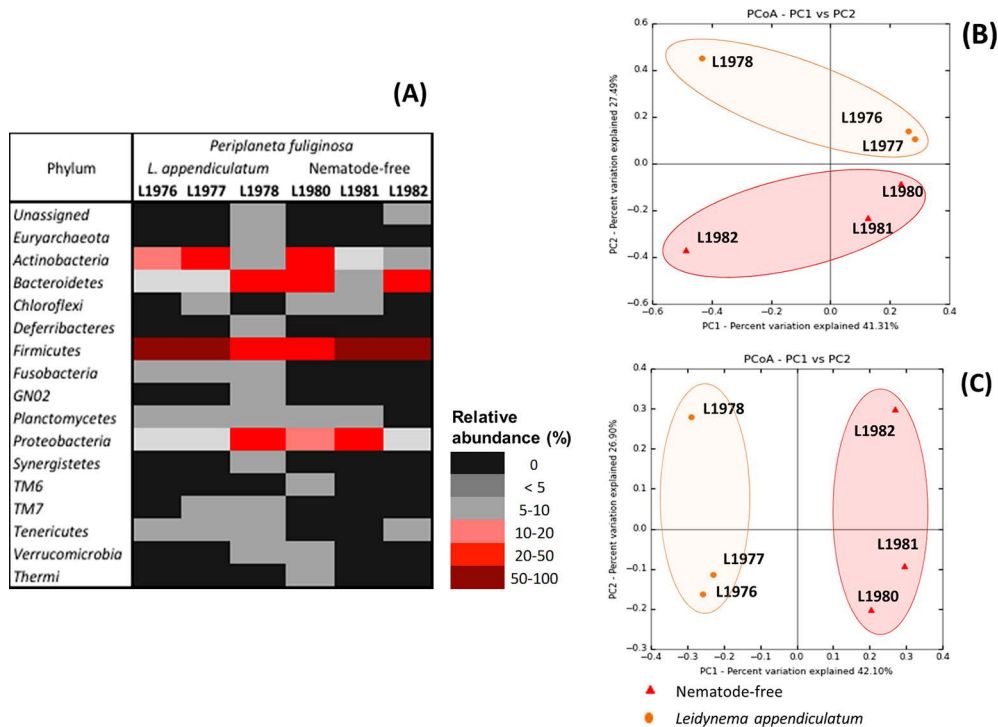 (A)
Phylum
Periplaneta fuliginosa
L. appendiculatum Nematode-free
L1976 L1977 L1978 L1980 L1981 L1982
Unassigned
Euryarchaeota
Actinobacteria
Bacteroidetes
Chloroflexi
Deferribacteres
Firmicutes
Fusobacteria
GN02
Planctomycetes
Proteobacteria
Synergistetes
TM6
TM7
Tenericutes
Verrucomicrobia
Thermi
Relative
abundance (%)
0
< 5
5-10
10-20
20-50
50-100
(B)
PCoA - PC1 vs PC2
PC2 - Percent variation explained 27.49%
0.6
0.4
0.2
0.0
−0.2
−0.4
−0.6
L1978
L1976
L1977
L1980
L1981
L1982
−0.6 −0.4 −0.2 0.0 0.2 0.4
PC1 - Percent variation explained 41.31%
(C)
PCoA - PC1 vs PC2
PC2 - Percent variation explained 26.90%
0.4
0.3
0.2
0.1
0.0
−0.1
−0.2
−0.3
L1978
L1982
L1977
L1976
L1981
L1980
−0.4 −0.3 −0.2 −0.1 0.0 0.1 0.2 0.3 0.4
PC1 - Percent variation explained 42.10%
Nematode-free
Leidynema appendiculatum